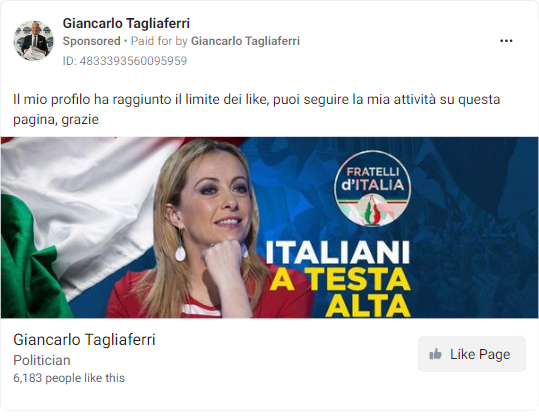 Giancarlo Tagliaferri
Sponsored • Paid for by Giancarlo Tagliaferri
ID: 4833393560095959
Il mio profilo ha raggiunto il limite dei like, puoi seguire la mia attività su questa
pagina, grazie
FRATELLI
d'ITALIA
ITALIANI
A TESTA
ALTA
Giancarlo Tagliaferri
Politician
6,183 people like this
Like Page